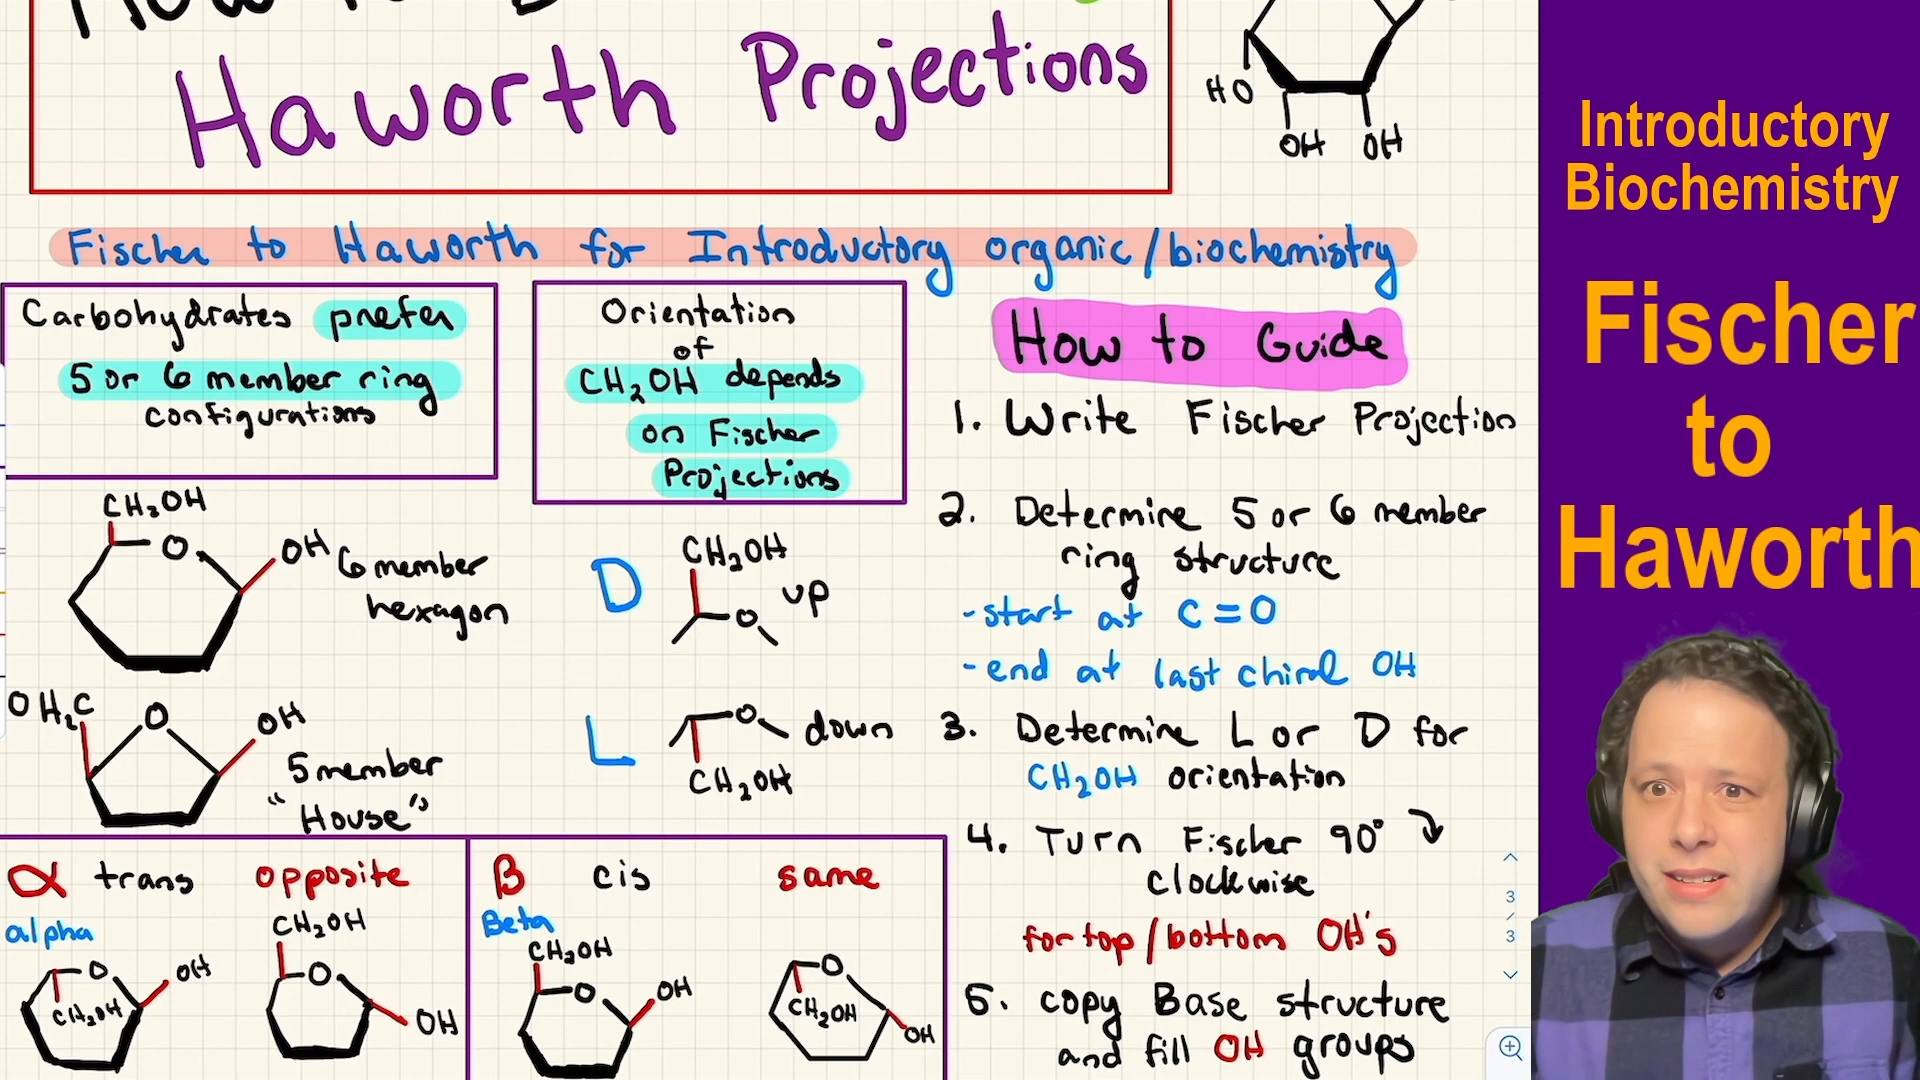 Haworth Projections
HO
OH OH
Fischer to Haworth for Introductory organic/biochemistry
Carbohydrates prefer
5 or 6 member ring
configurations
Orientation
of
CH₂OH depends
on Fischer
Projections
CH₂OH
O
OH
6 member
hexagon
OH₂C
O
OH
5 member
"House"
D
CH₂OH
O
up
L
O
down
CH₂OH
α trans opposite
alpha
O
OH
CH₂OH
CH₂OH
O
OH
β cis same
Beta
CH₂OH
O
OH
O
CH₂OH
OH
How to Guide
1. Write Fischer Projection
2. Determine 5 or 6 member
ring structure
-start at C=O
-end at last chiral OH
3. Determine L or D for
CH₂OH orientation
4. Turn Fischer 90°
clockwise
for top/bottom OH's
5. copy Base structure
and fill OH groups
3
/
3
Introductory
Biochemistry
Fischer
to
Haworth